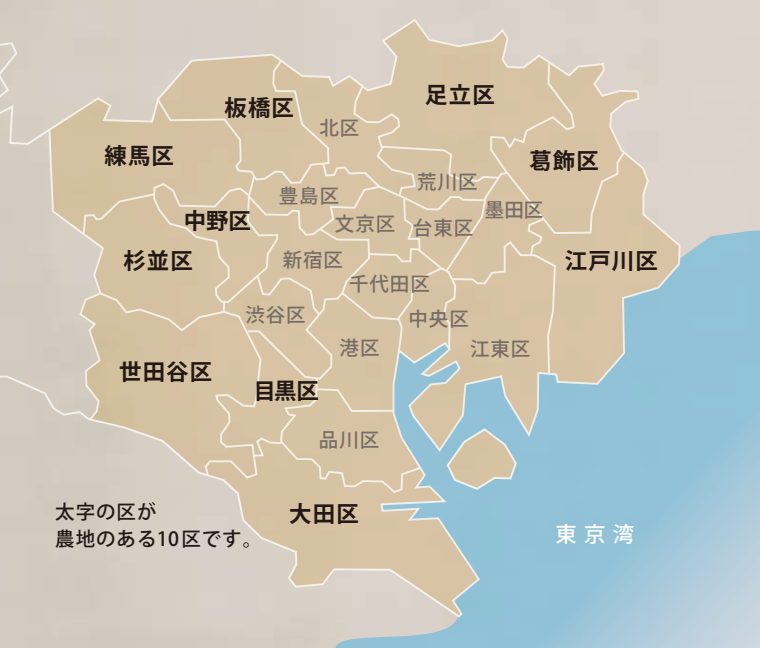 足立区
板橋区
北区
練馬区
葛飾区
荒川区
豊島区
墨田区
中野区
文京区
台東区
杉並区
新宿区
江戸川区
千代田区
渋谷区
中央区
港区
江東区
世田谷区
目黒区
品川区
大田区
太字の区が
農地のある10区です。
東京湾